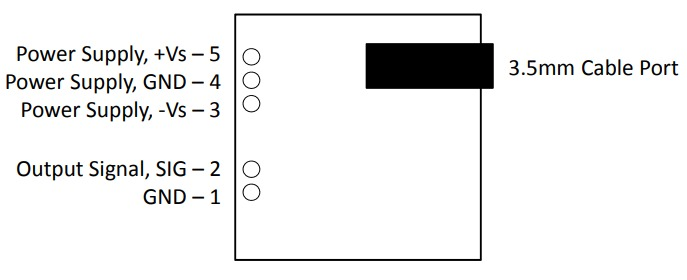 Power Supply, +Vs – 5
Power Supply, GND – 4
Power Supply, -Vs – 3
3.5mm Cable Port
Output Signal, SIG – 2
GND – 1